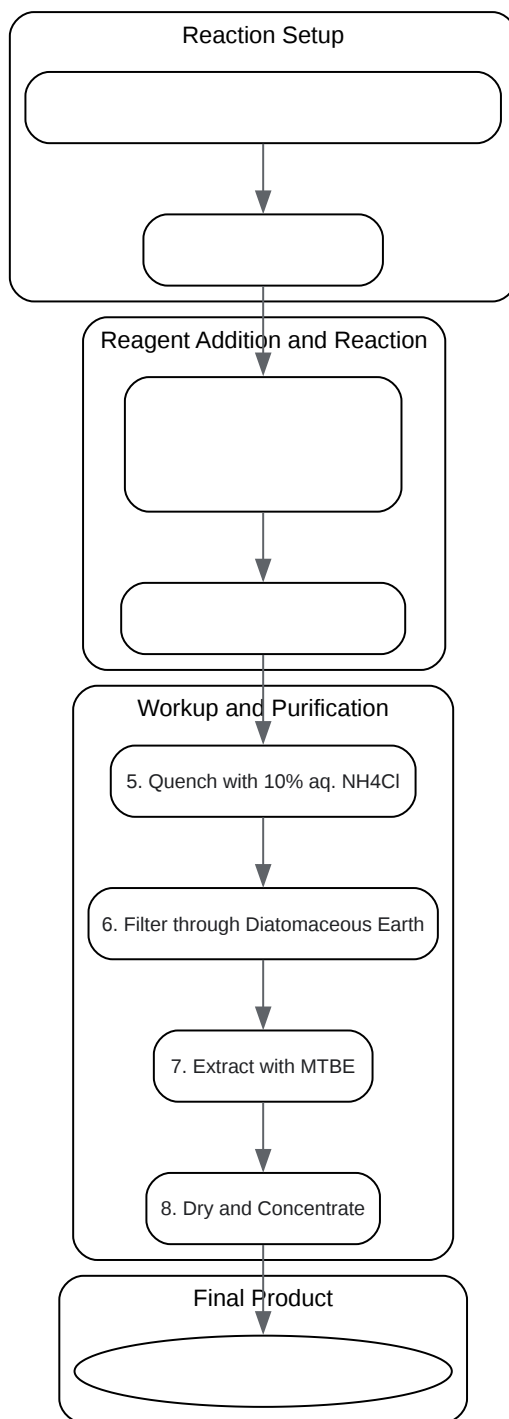 Reaction Setup
Reagent Addition and Reaction
Workup and Purification
5. Quench with 10% aq. NH4Cl
6. Filter through Diatomaceous Earth
7. Extract with MTBE
8. Dry and Concentrate
Final Product